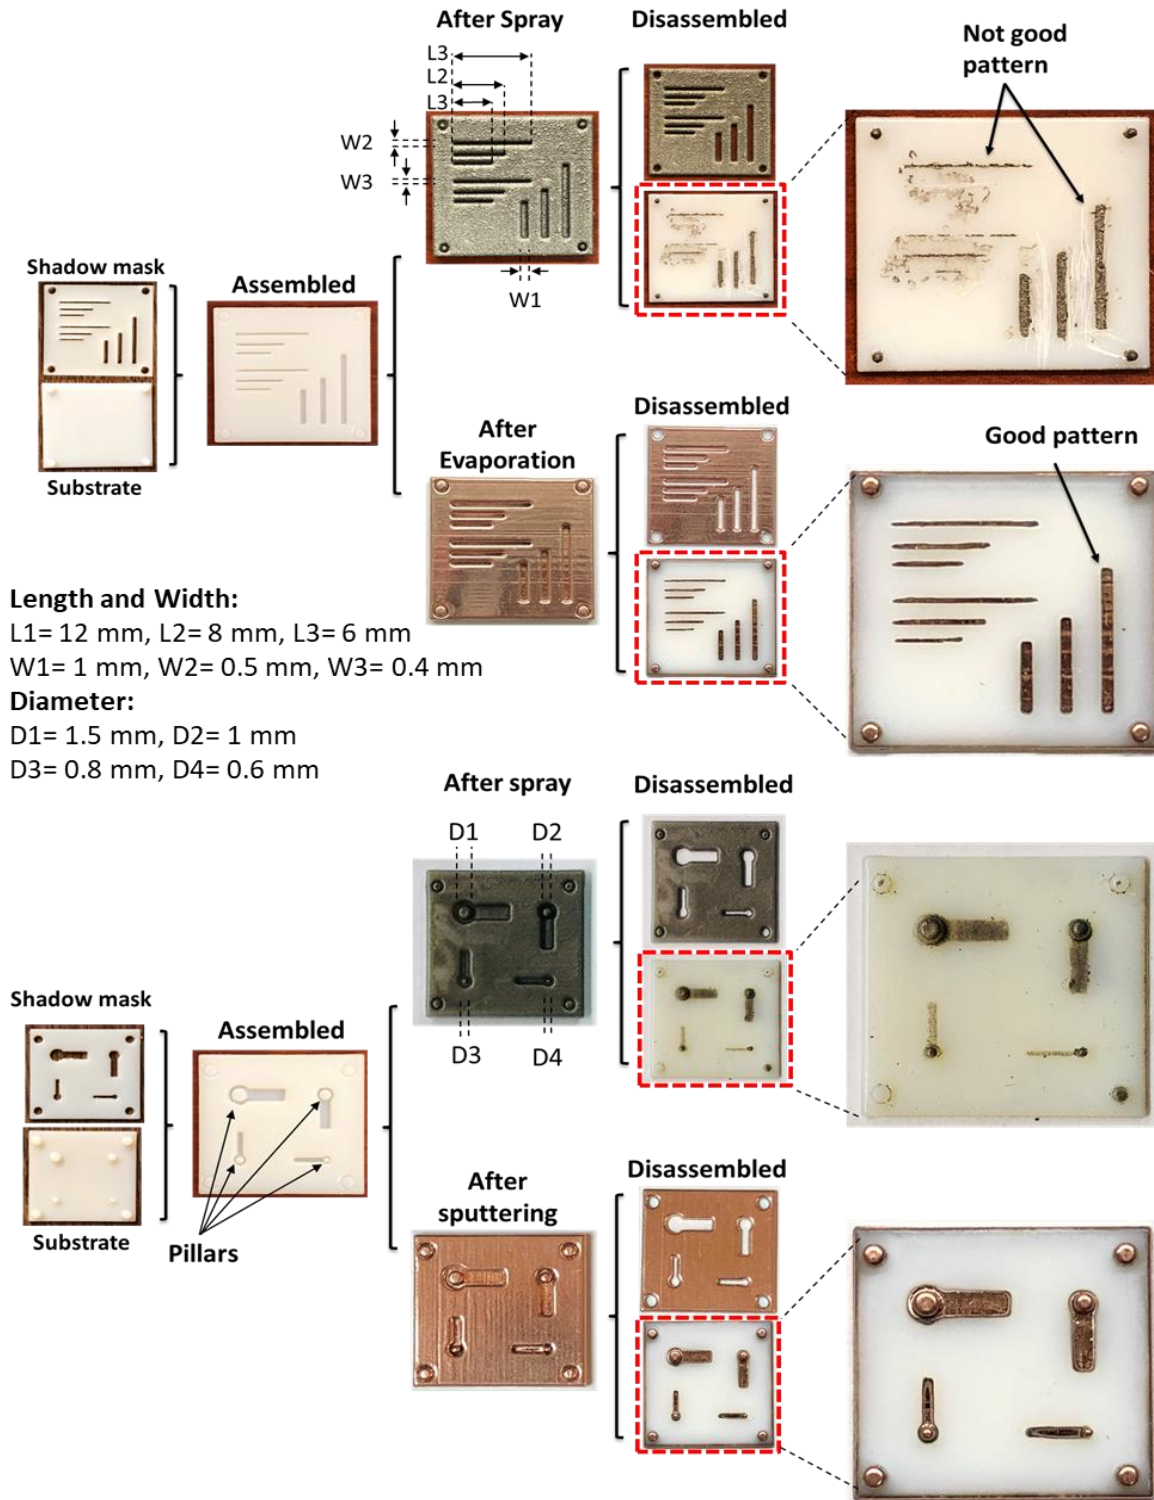 After Spray
Disassembled
Not good
pattern
L3
L2
L3
W2
W3
W1
Shadow mask
Assembled
Substrate
After
Evaporation
Disassembled
Good pattern
Length and Width:
L1= 12 mm, L2= 8 mm, L3= 6 mm
W1= 1 mm, W2= 0.5 mm, W3= 0.4 mm
Diameter:
D1= 1.5 mm, D2= 1 mm
D3= 0.8 mm, D4= 0.6 mm
After spray
Disassembled
D1
D2
D3
D4
Shadow mask
Assembled
Substrate
Pillars
After
sputtering
Disassembled